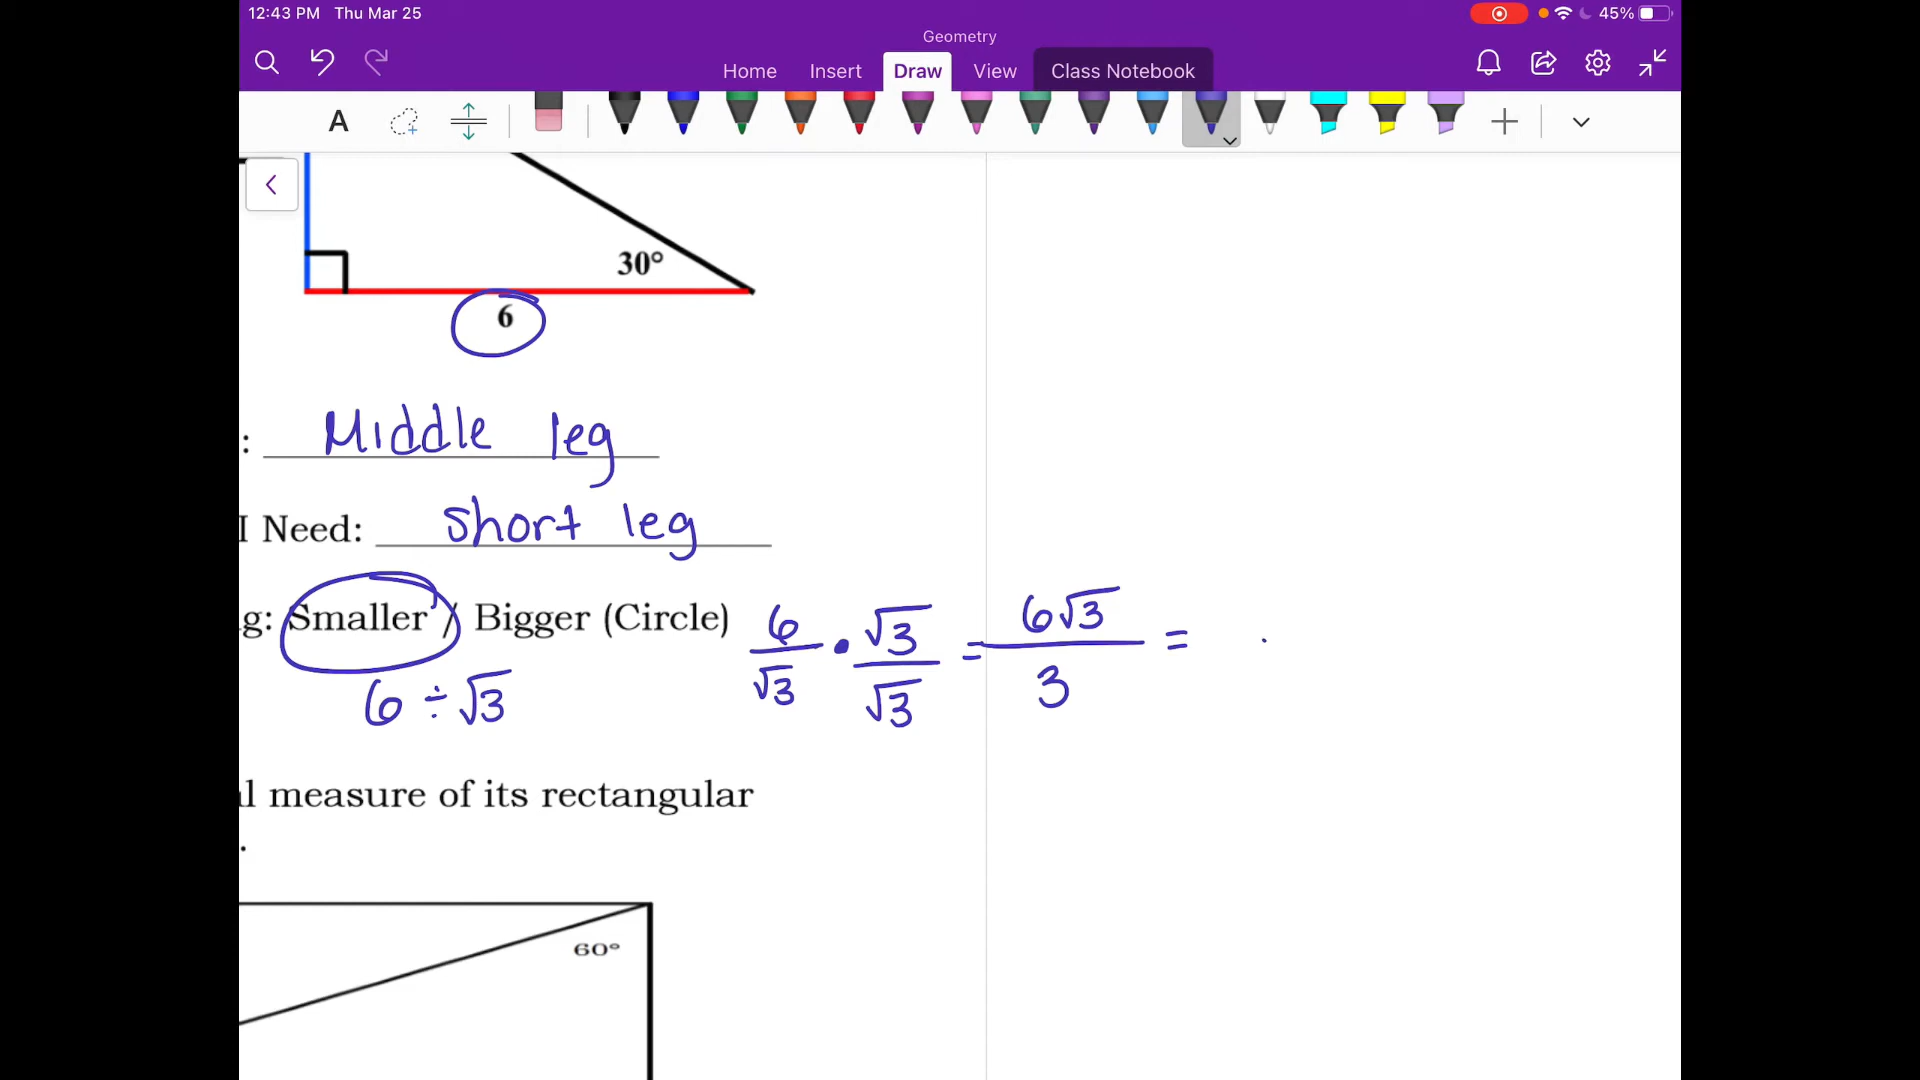 12:43 PM Thu Mar 25
45%
Geometry
Home Insert Draw View Class Notebook
A
30°
6
: Middle leg
I Need: short leg
g: Smaller / Bigger (Circle)
6 ÷ √3
6/√3 • √3/√3 = 6√3/3 =
l measure of its rectangular
.
60°